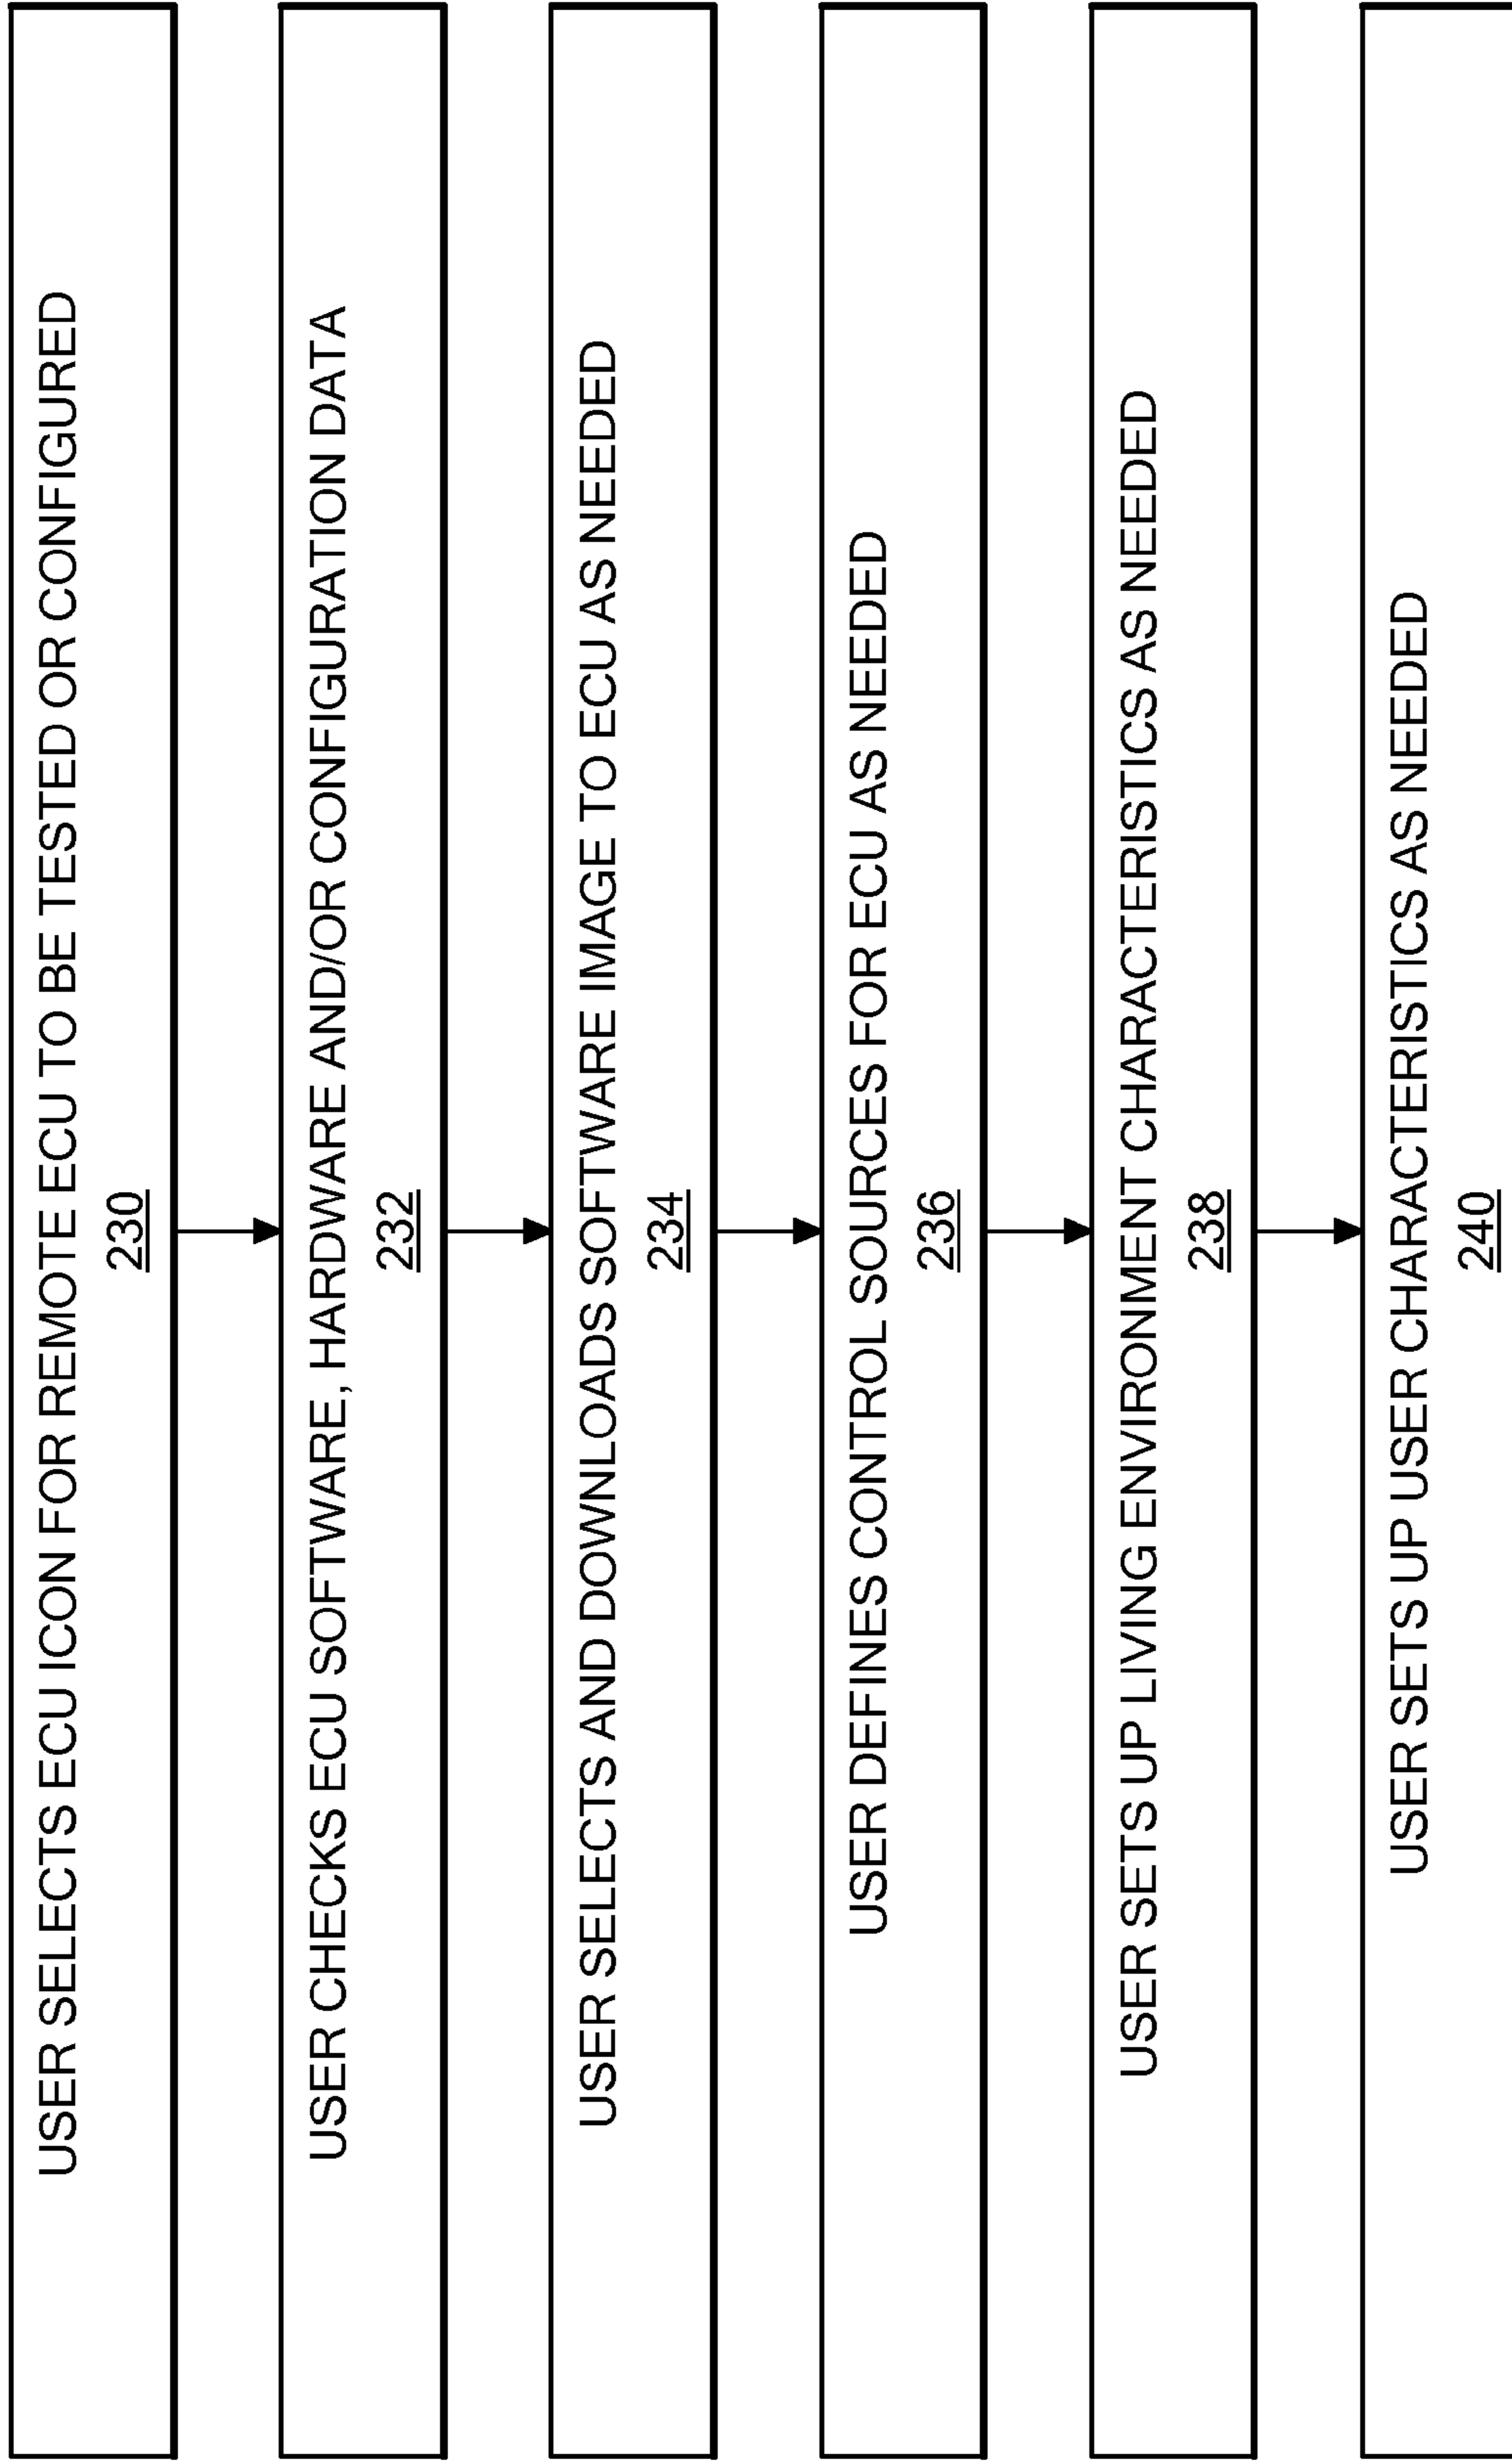 USER SELECTS ECU ICON FOR REMOTE ECU TO BE TESTED OR CONFIGURED
230
USER CHECKS ECU SOFTWARE, HARDWARE AND/OR CONFIGURATION DATA
232
USER SELECTS AND DOWNLOADS SOFTWARE IMAGE TO ECU AS NEEDED
234
USER DEFINES CONTROL SOURCES FOR ECU AS NEEDED
236
USER SETS UP LIVING ENVIRONMENT CHARACTERISTICS AS NEEDED
238
USER SETS UP USER CHARACTERISTICS AS NEEDED
240